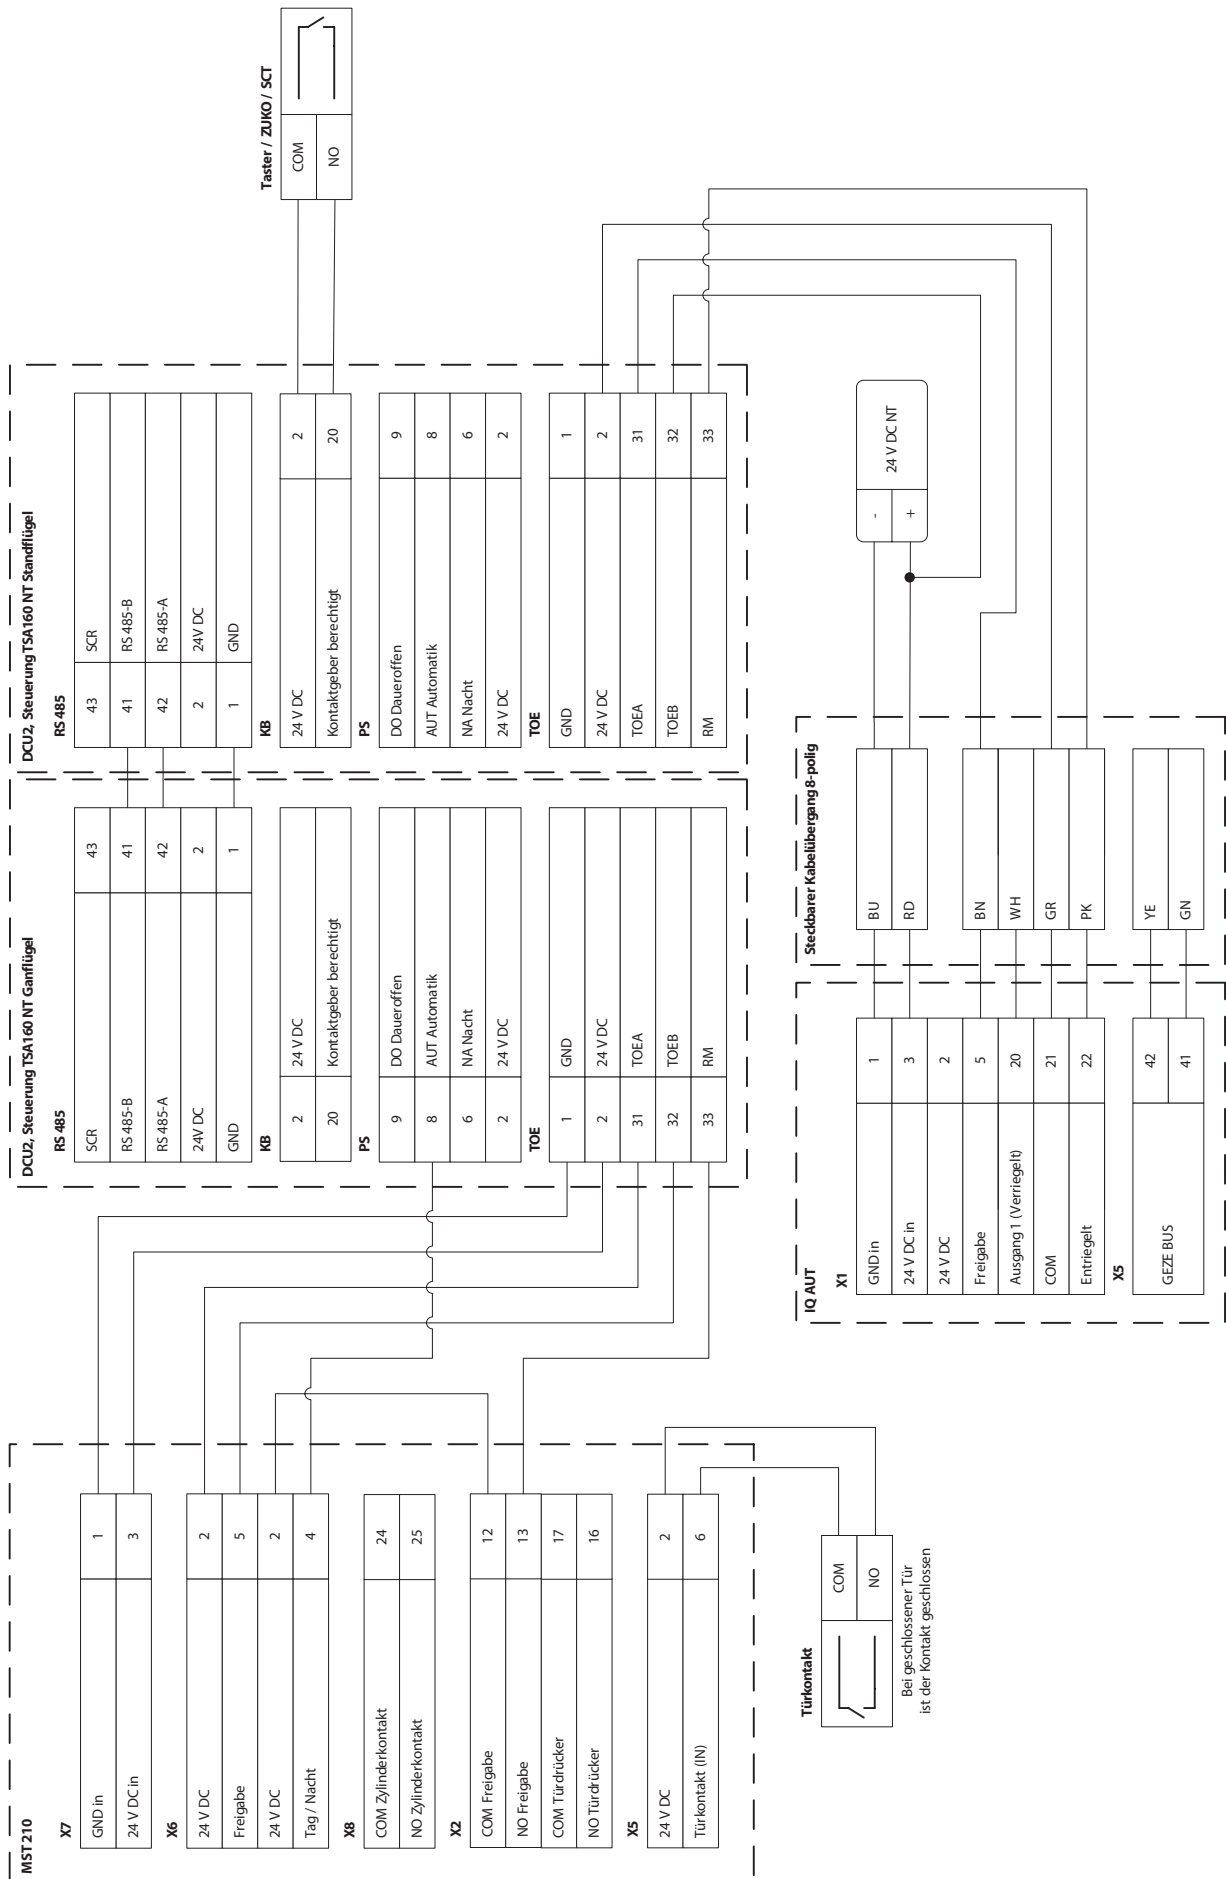 MST 210
X7
GND in 1
24 V DC in 3
X6
24 V DC 2
Freigabe 5
24 V DC 2
Tag / Nacht 4
X8
COM Zylinderkontakt 24
NO Zylinderkontakt 25
X2
COM Freigabe 12
NO Freigabe 13
COM Türdrücker 17
NO Türdrücker 16
X5
24 V DC 2
Türkontakt (IN) 6
Türkontakt
COM
NO
Bei geschlossener Tür
ist der Kontakt geschlossen
DCU2, Steuerung TSA160 NT Ganflügel
RS 485
SCR 43
RS 485-B 41
RS 485-A 42
24V DC 2
GND 1
KB
2 24 V DC
20 Kontaktgeber berechtigt
PS
9 DO Daueroffen
8 AUT Automatik
6 NA Nacht
2 24 V DC
TOE
1 GND
2 24 V DC
31 TOEA
32 TOEB
33 RM
DCU2, Steuerung TSA160 NT Standflügel
RS 485
43 SCR
41 RS 485-B
42 RS 485-A
2 24V DC
1 GND
KB
24 V DC 2
Kontaktgeber berechtigt 20
PS
DO Daueroffen 9
AUT Automatik 8
NA Nacht 6
24 V DC 2
TOE
GND 1
24 V DC 2
TOEA 31
TOEB 32
RM 33
Taster / ZUKO / SCT
COM
NO
IQ AUT
X1
GND in 1
24 V DC in 3
24 V DC 2
Freigabe 5
Ausgang 1 (Verriegelt) 20
COM 21
Entriegelt 22
X5
GEZE BUS
42
41
Steckbarer Kabelübergang 8-polig
BU
RD
BN
WH
GR
PK
YE
GN
- 
+
24 V DC NT